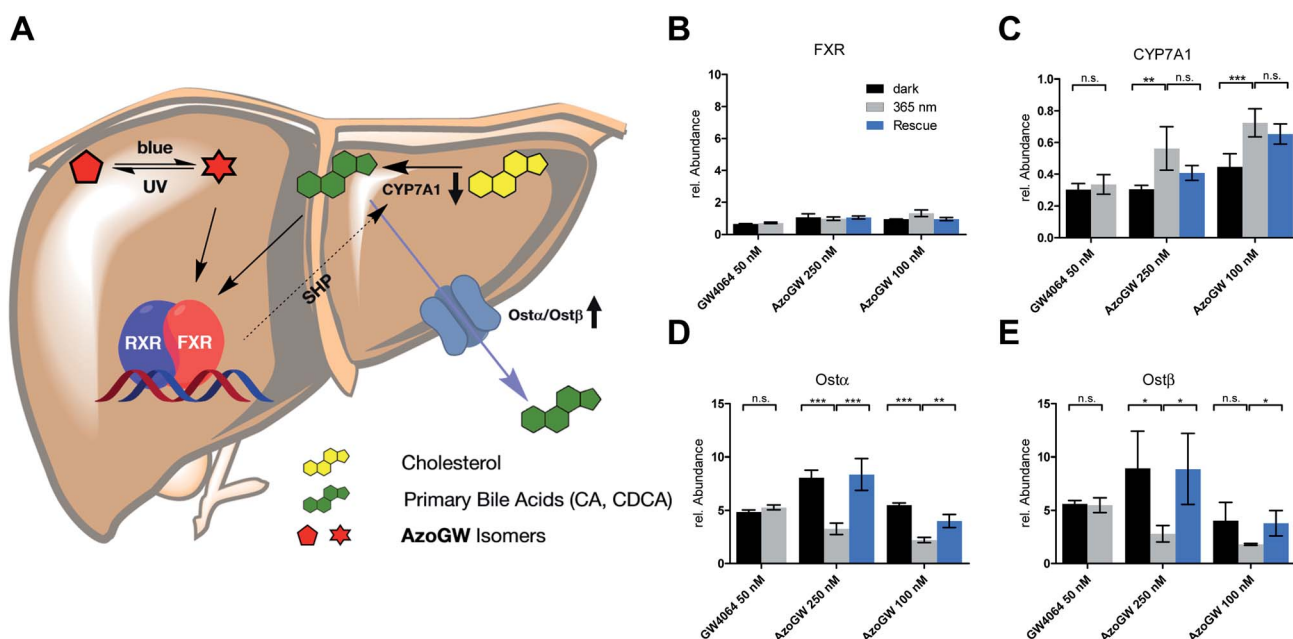 A
blue
UV
CYP7A1
SHP
RXR
FXR
Ostα/Ostβ
Cholesterol
Primary Bile Acids (CA, CDCA)
AzoGW Isomers
B
FXR
rel. Abundance
10
8
6
4
2
0
dark
365 nm
Rescue
GW4064 50 nM
AzoGW 250 nM
AzoGW 100 nM
C
CYP7A1
rel. Abundance
1.0
0.8
0.6
0.4
0.2
0.0
n.s.
** n.s.
*** n.s.
GW4064 50 nM
AzoGW 250 nM
AzoGW 100 nM
D
Ostα
rel. Abundance
15
10
5
0
n.s.
*** ***
*** **
GW4064 50 nM
AzoGW 250 nM
AzoGW 100 nM
E
Ostβ
rel. Abundance
15
10
5
0
n.s.
* *
n.s. *
GW4064 50 nM
AzoGW 250 nM
AzoGW 100 nM